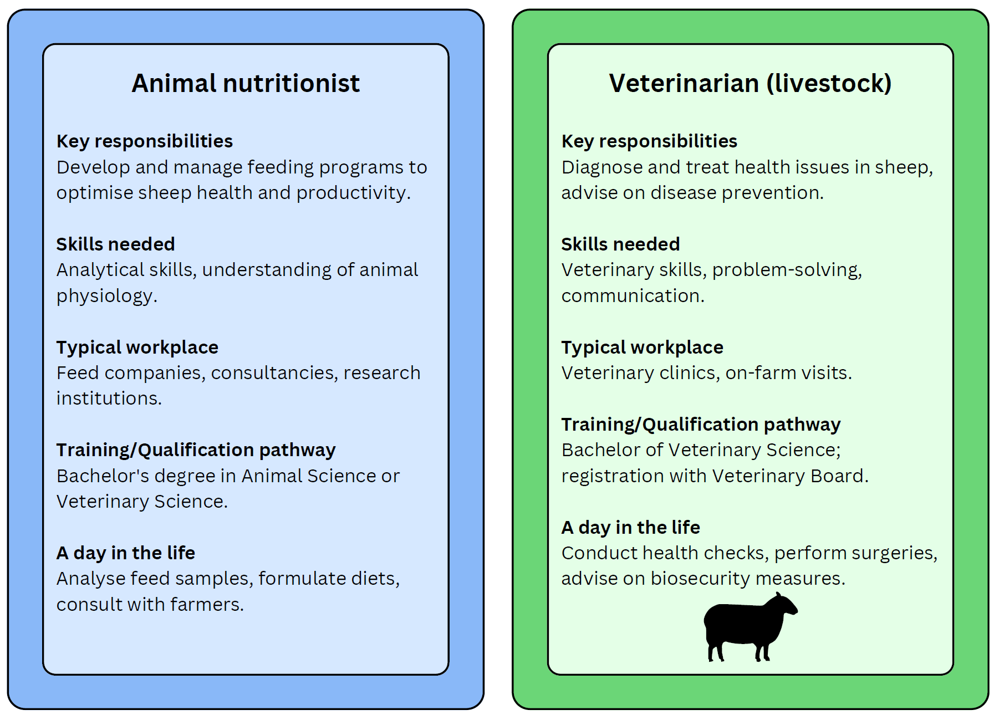 Animal nutritionist
Key responsibilities
Develop and manage feeding programs to
optimise sheep health and productivity.
Skills needed
Analytical skills, understanding of animal
physiology.
Typical workplace
Feed companies, consultancies, research
institutions.
Training/Qualification pathway
Bachelor's degree in Animal Science or
Veterinary Science.
A day in the life
Analyse feed samples, formulate diets,
consult with farmers.
Veterinarian (livestock)
Key responsibilities
Diagnose and treat health issues in sheep,
advise on disease prevention.
Skills needed
Veterinary skills, problem-solving,
communication.
Typical workplace
Veterinary clinics, on-farm visits.
Training/Qualification pathway
Bachelor of Veterinary Science;
registration with Veterinary Board.
A day in the life
Conduct health checks, perform surgeries,
advise on biosecurity measures.